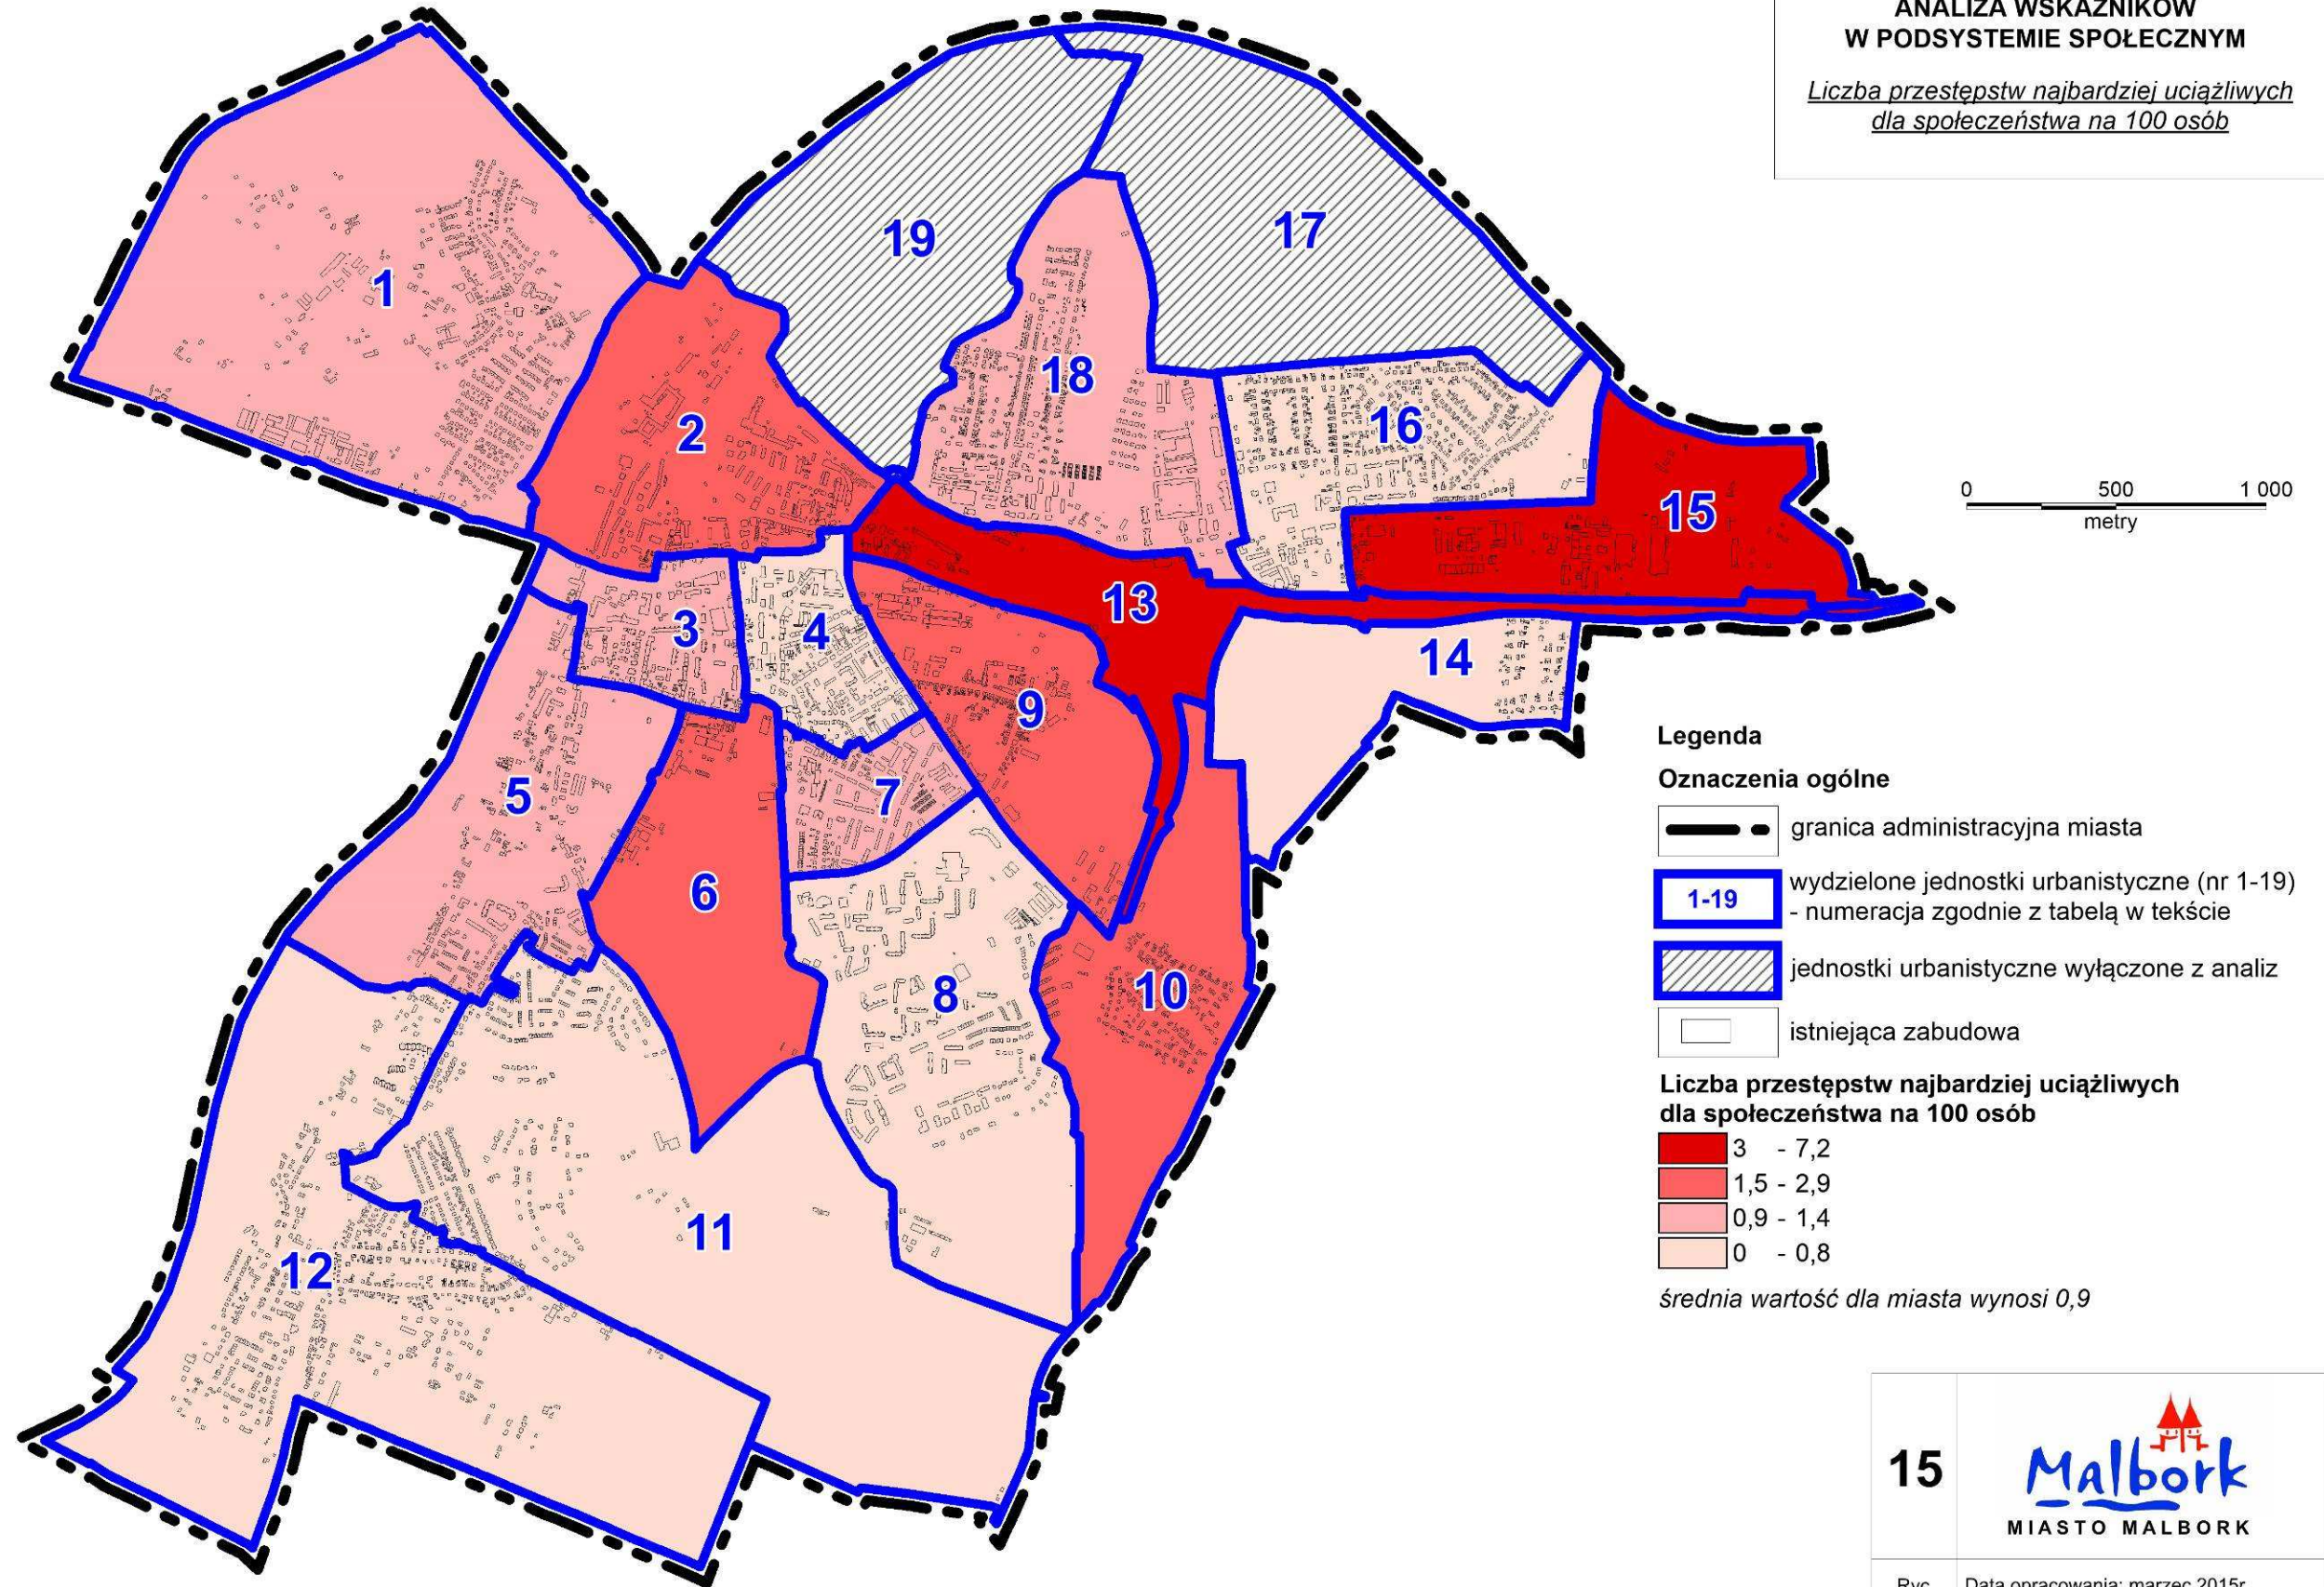 ANALIZA WSKAŹNIKÓW
W PODSYSTEMIE SPOŁECZNYM
Liczba przestępstw najbardziej uciążliwych
dla społeczeństwa na 100 osób
1
2
3
4
5
6
7
8
9
10
11
12
13
14
15
16
17
18
19
0 500 1 000
metry
Legenda
Oznaczenia ogólne
granica administracyjna miasta
1-19
wydzielone jednostki urbanistyczne (nr 1-19)
- numeracja zgodnie z tabelą w tekście
jednostki urbanistyczne wyłączone z analiz
istniejąca zabudowa
Liczba przestępstw najbardziej uciążliwych
dla społeczeństwa na 100 osób
3 - 7,2
1,5 - 2,9
0,9 - 1,4
0 - 0,8
średnia wartość dla miasta wynosi 0,9
15
Malbork
MIASTO MALBORK
Ryc. Data opracowania: marzec 2015r.